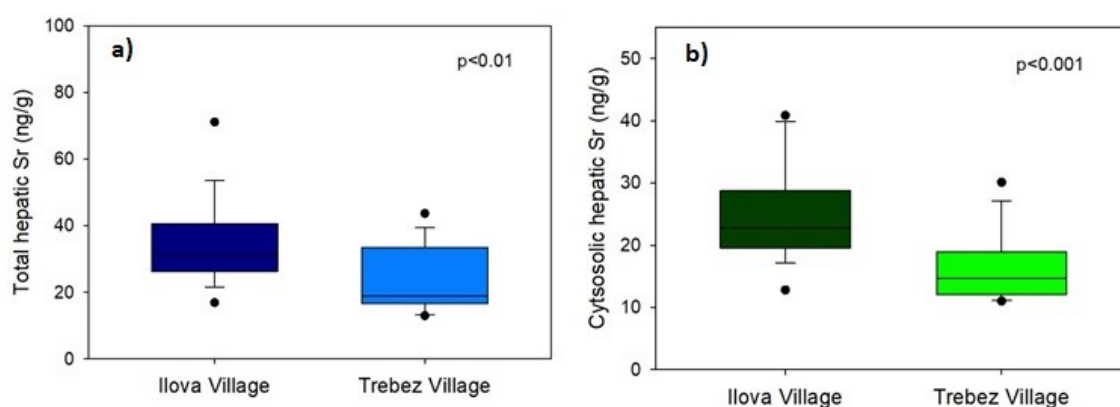 a)
p<0.01
Total hepatic Sr (ng/g)
100
80
60
40
20
0
Ilova Village
Trebez Village
b)
p<0.001
Cytsosolic hepatic Sr (ng/g)
50
40
30
20
10
0
Ilova Village
Trebez Village